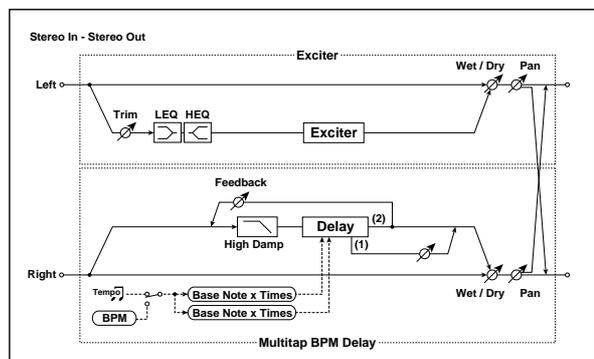 Stereo In - Stereo Out
Exciter
Wet / Dry
Pan
Left
Trim
LEQ
HEQ
Exciter
Feedback
High Damp
Delay
(2)
(1)
Right
Wet / Dry
Pan
Tempo
BPM
Base Note x Times
Base Note x Times
Multitap BPM Delay